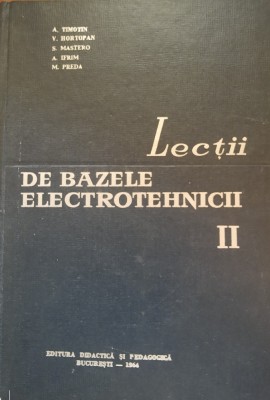 A. TIMOTIN
V. HORTOPAN
S. MASTERO
A. IFRIM
M. PREDA
Lecții
DE BAZELE
ELECTROTEHNICII
II
EDITURA DIDACTICĂ ȘI PEDAGOGICĂ
BUCUREȘTI — 1964